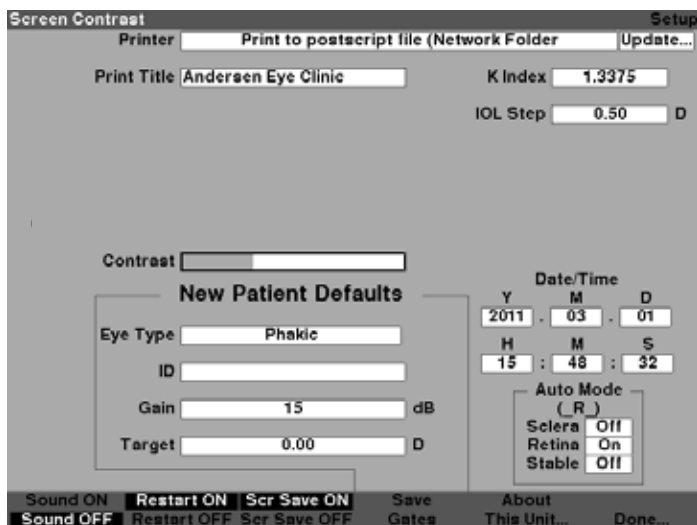 Screen Contrast Setup
Printer Print to postscript file (Network Folder Update...
Print Title Andersen Eye Clinic K Index 1.3375
IOL Step 0.50 D
Contrast
Date/Time
New Patient Defaults Y M D
2011 . 03 . 01
Eye Type Phakic H M S
15 : 48 : 32
ID
Auto Mode
Gain 15 dB (_R_)
Sclera Off
Target 0.00 D Retina On
Stable Off
Sound ON Restart ON Scr Save ON Save About
Sound OFF Restart OFF Scr Save OFF Gates This Unit... Done...